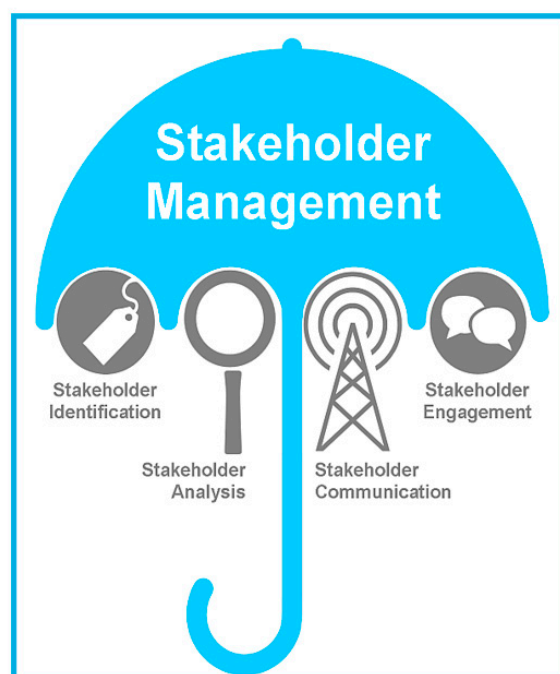 Stakeholder
Management
Stakeholder
Identification
Stakeholder
Analysis
Stakeholder
Communication
Stakeholder
Engagement